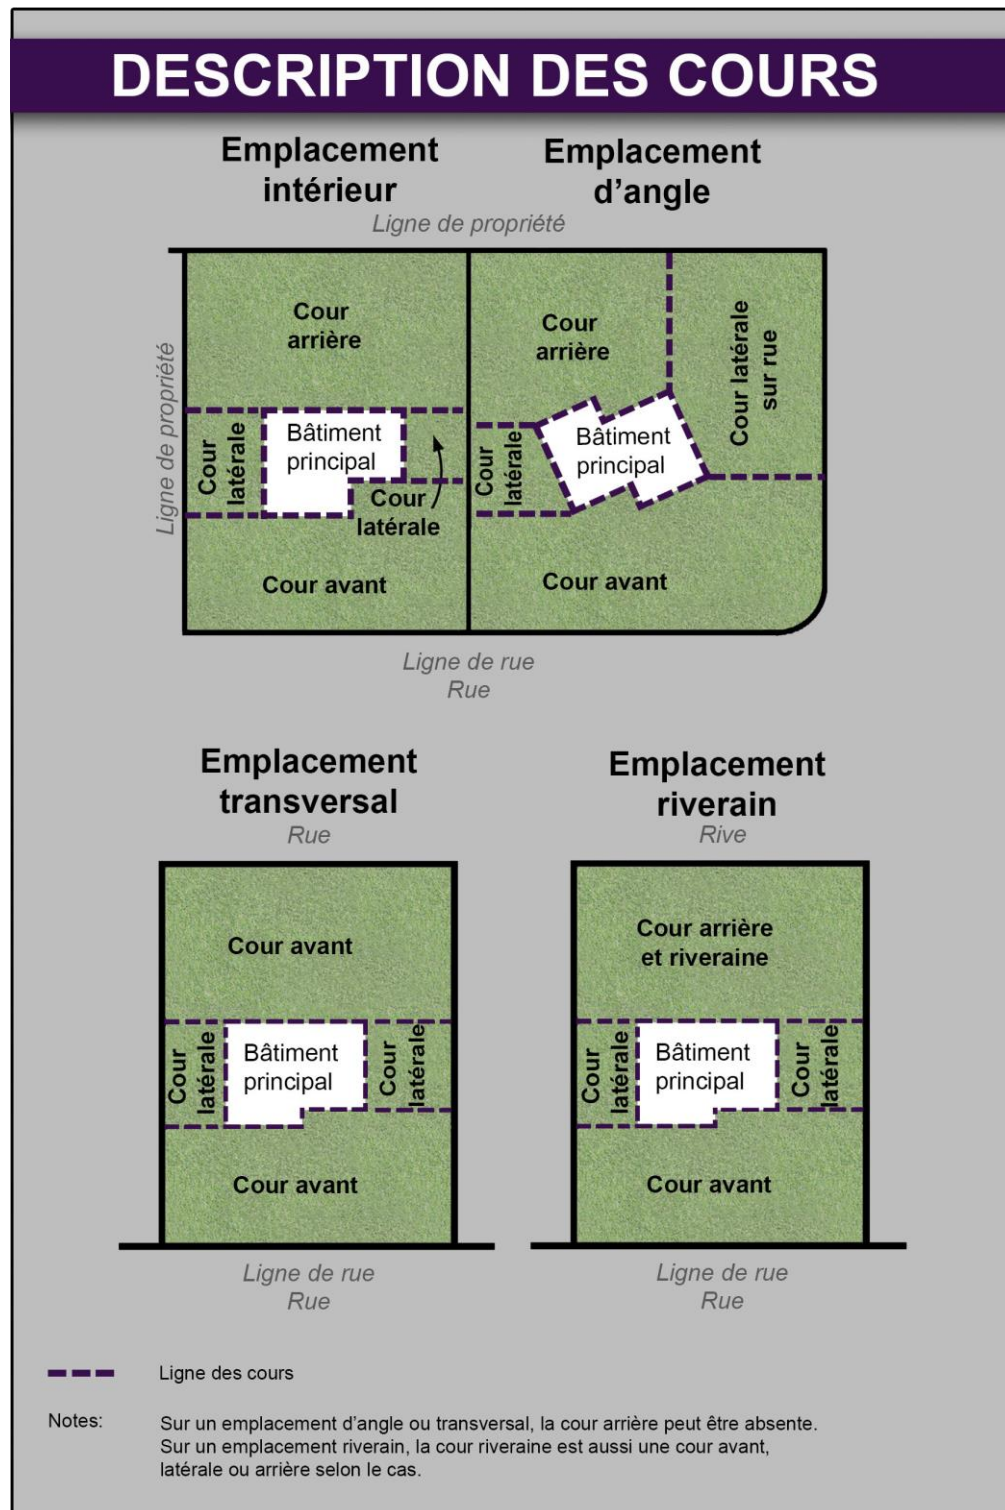 DESCRIPTION DES COURS
Emplacement
intérieur
Emplacement
d'angle
Ligne de propriété
Ligne de propriété
Cour
arrière
Cour
latérale
Bâtiment
principal
Cour
latérale
Cour avant
Cour
arrière
Cour latérale
sur rue
Cour
latérale
Bâtiment
principal
Cour avant
Ligne de rue
Rue
Emplacement
transversal
Rue
Cour avant
Cour
latérale
Bâtiment
principal
Cour
latérale
Cour avant
Ligne de rue
Rue
Emplacement
riverain
Rive
Cour arrière
et riveraine
Cour
latérale
Bâtiment
principal
Cour
latérale
Cour avant
Ligne de rue
Rue
Ligne des cours
Notes: Sur un emplacement d'angle ou transversal, la cour arrière peut être absente.
Sur un emplacement riverain, la cour riveraine est aussi une cour avant,
latérale ou arrière selon le cas.